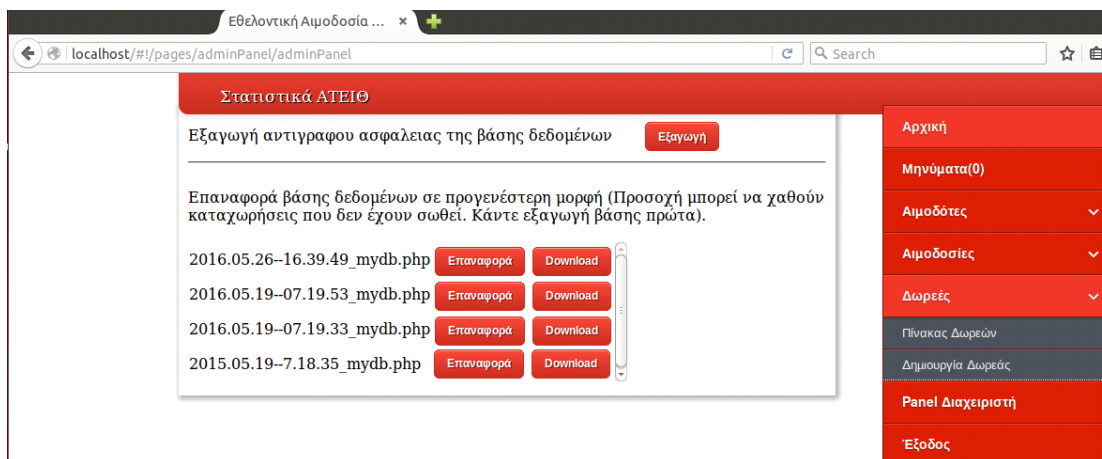 Εθελοντική Αιμοδοσία ...
localhost/#!/pages/adminPanel/adminPanel
Search
Στατιστικά ΑΤΕΙΘ
Εξαγωγή αντιγραφου ασφαλειας της βάσης δεδομένων Εξαγωγή
Επαναφορά βάσης δεδομένων σε προγενέστερη μορφή (Προσοχή μπορεί να χαθούν
καταχωρήσεις που δεν έχουν σωθεί. Κάντε εξαγωγή βάσης πρώτα).
2016.05.26--16.39.49_mydb.php Επαναφορά Download
2016.05.19--07.19.53_mydb.php Επαναφορά Download
2016.05.19--07.19.33_mydb.php Επαναφορά Download
2015.05.19--7.18.35_mydb.php Επαναφορά Download
Αρχική
Μηνύματα(0)
Αιμοδότες
Αιμοδοσίες
Δωρεές
Πίνακας Δωρεών
Δημιουργία Δωρεάς
Panel Διαχειριστή
Έξοδος